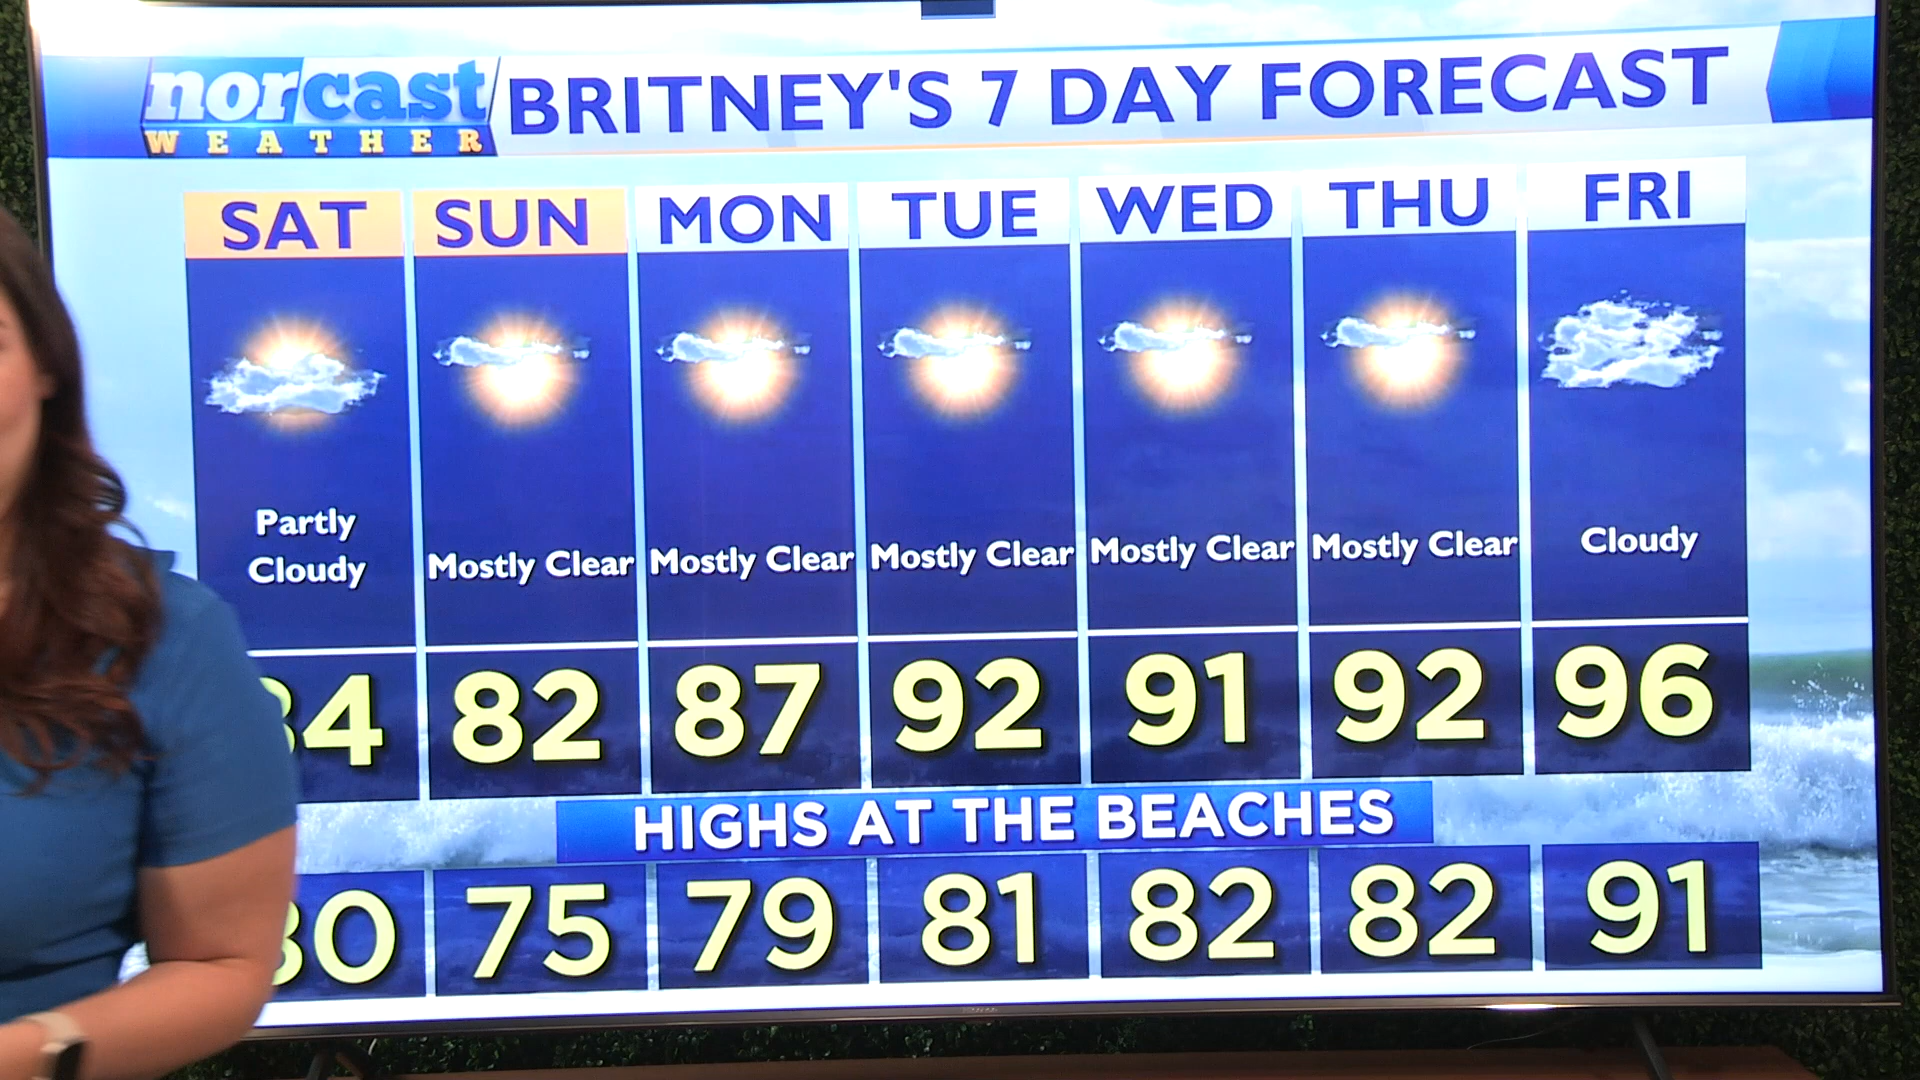 norcast
WEATHER
BRITNEY'S 7 DAY FORECAST
SAT SUN MON TUE WED THU FRI
Partly
Cloudy
Mostly Clear Mostly Clear Mostly Clear Mostly Clear Mostly Clear Cloudy
82 87 92 91 92 96
HIGHS AT THE BEACHES
75 79 81 82 82 91